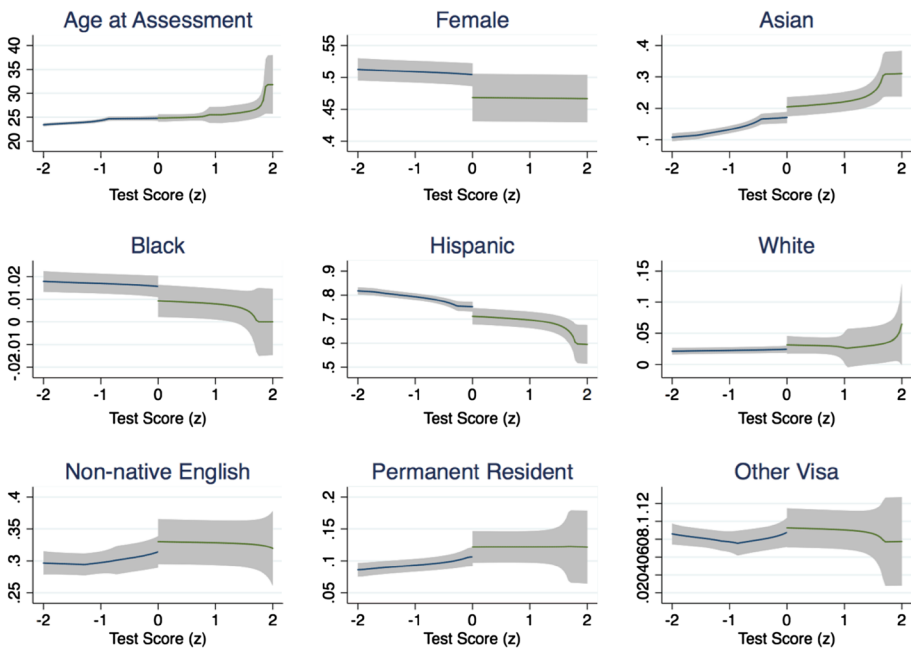 Age at Assessment
20 25 30 35 40
-2 -1 0 1 2
Test Score (z)
Female
.4 .45 .5 .55
-2 -1 0 1 2
Test Score (z)
Asian
.1 .2 .3 .4
-2 -1 0 1 2
Test Score (z)
Black
-.02.01 0 .01.02
-2 -1 0 1 2
Test Score (z)
Hispanic
.5 .6 .7 .8 .9
-2 -1 0 1 2
Test Score (z)
White
0 .05 .1 .15
-2 -1 0 1 2
Test Score (z)
Non-native English
.25 .3 .35 .4
-2 -1 0 1 2
Test Score (z)
Permanent Resident
.05 .1 .15 .2
-2 -1 0 1 2
Test Score (z)
Other Visa
.02040608.1.12
-2 -1 0 1 2
Test Score (z)